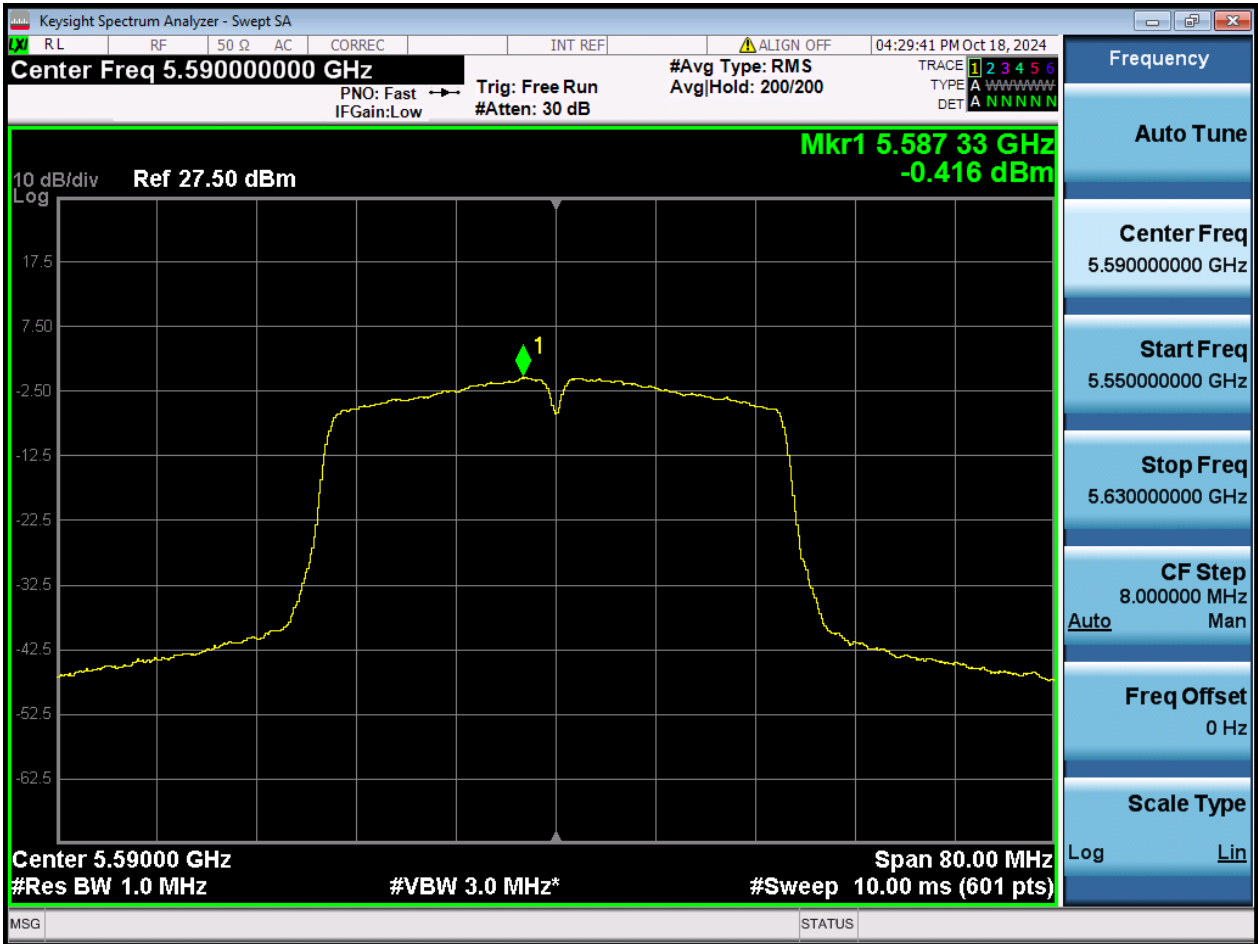 Keysight Spectrum Analyzer - Swept SA
LXI RL RF 50 Ω AC CORREC INT REF ALIGN OFF 04:29:41 PM Oct 18, 2024
Center Freq 5.590000000 GHz
PNO: Fast
IFGain:Low
Trig: Free Run
#Atten: 30 dB
#Avg Type: RMS
Avg|Hold: 200/200
TRACE 1 2 3 4 5 6
TYPE A WWWWW
DET A N N N N N
Mkr1 5.587 33 GHz
-0.416 dBm
10 dB/div Ref 27.50 dBm
Log
17.5
7.50
-2.50
-12.5
-22.5
-32.5
-42.5
-52.5
-62.5
1
Center 5.59000 GHz
Span 80.00 MHz
#Res BW 1.0 MHz
#VBW 3.0 MHz*
#Sweep 10.00 ms (601 pts)
MSG
STATUS
Frequency
Auto Tune
Center Freq
5.590000000 GHz
Start Freq
5.550000000 GHz
Stop Freq
5.630000000 GHz
CF Step
8.000000 MHz
Auto Man
Freq Offset
0 Hz
Scale Type
Log Lin